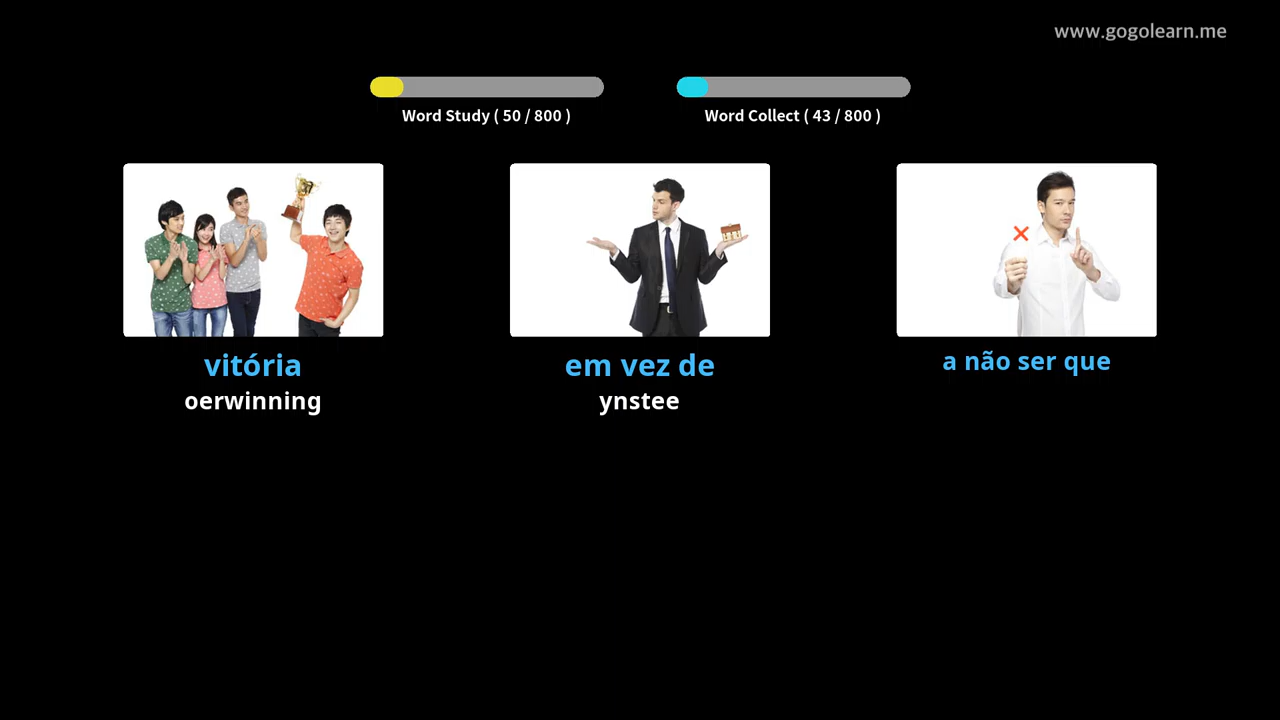 www.gogolearn.me
Word Study ( 50 / 800 )
Word Collect ( 43 / 800 )
vitória
oerwinning
em vez de
ynstee
a não ser que